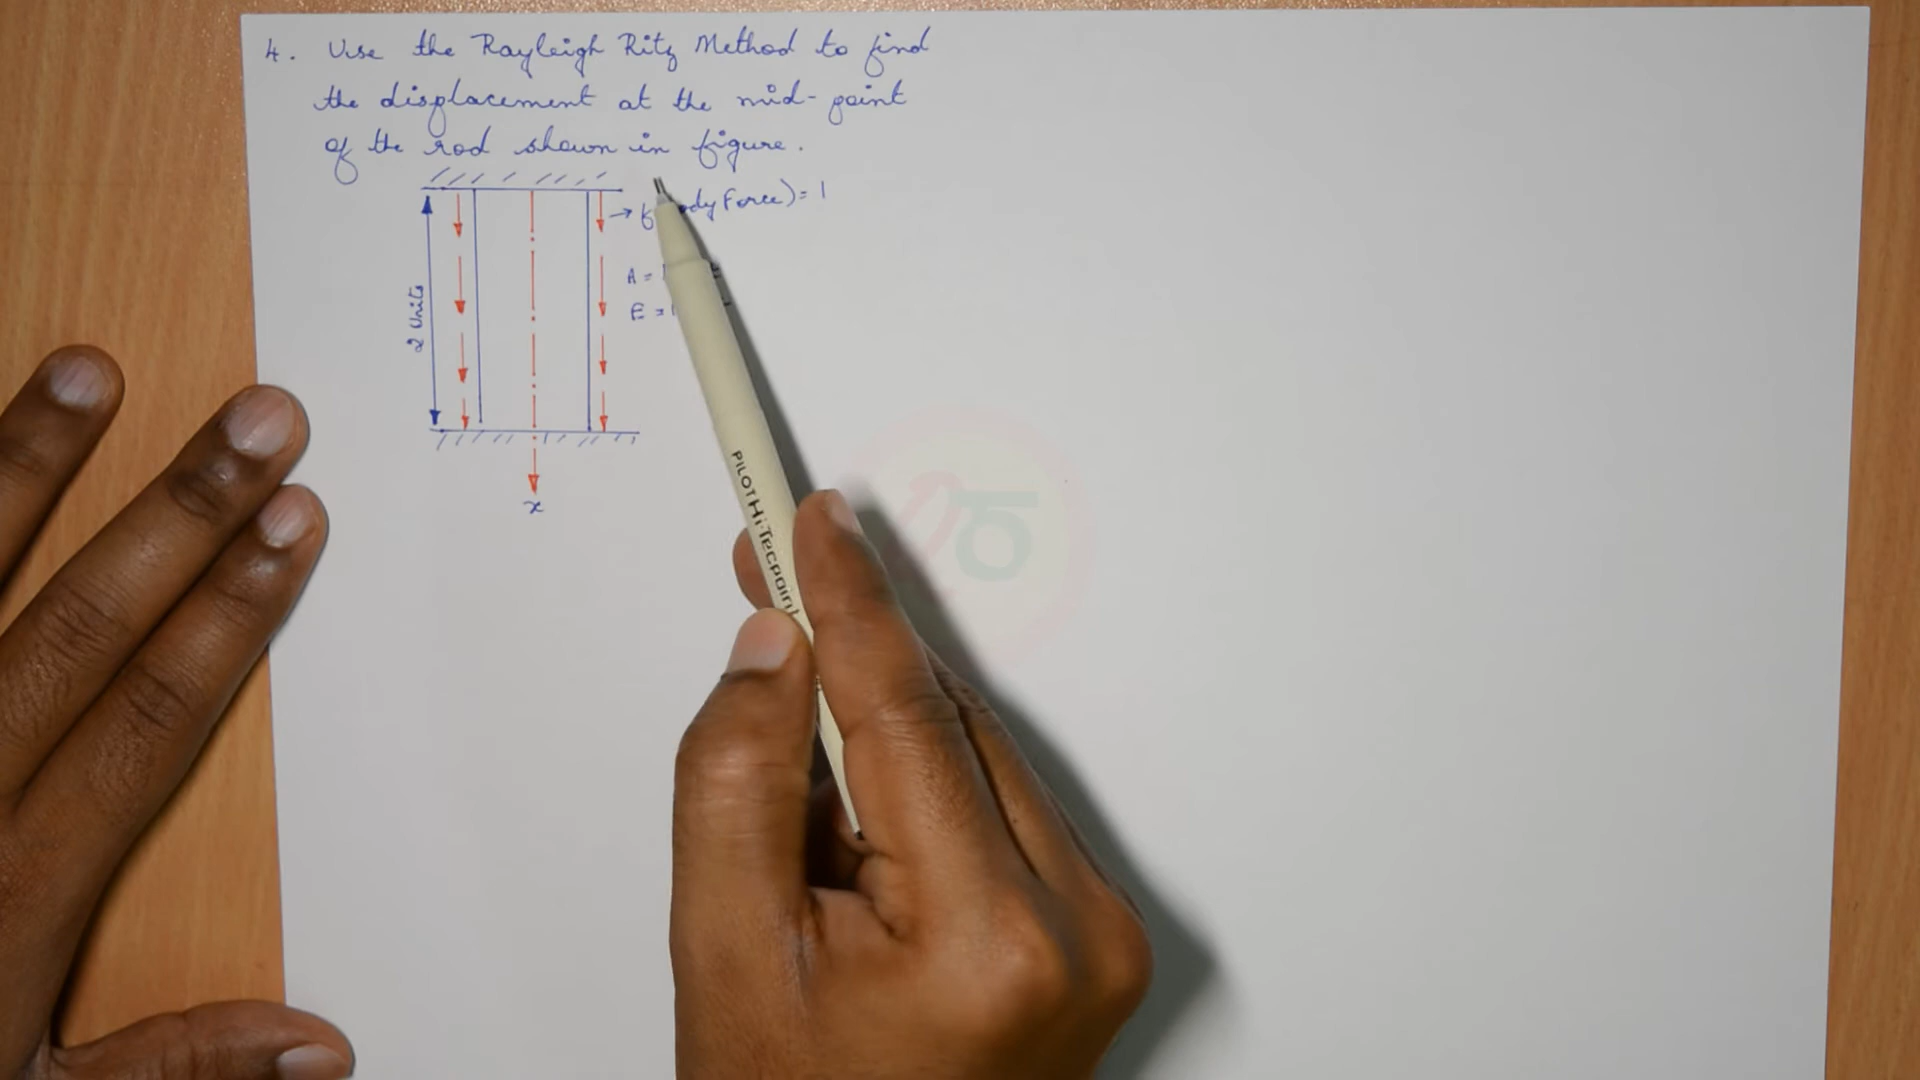 4. Use the Rayleigh Ritz Method to find
the displacement at the mid-point
of the rod shown in figure.
Force) = 1
A =
E =
2 Units
x
PILOT Hi-Tecpoint